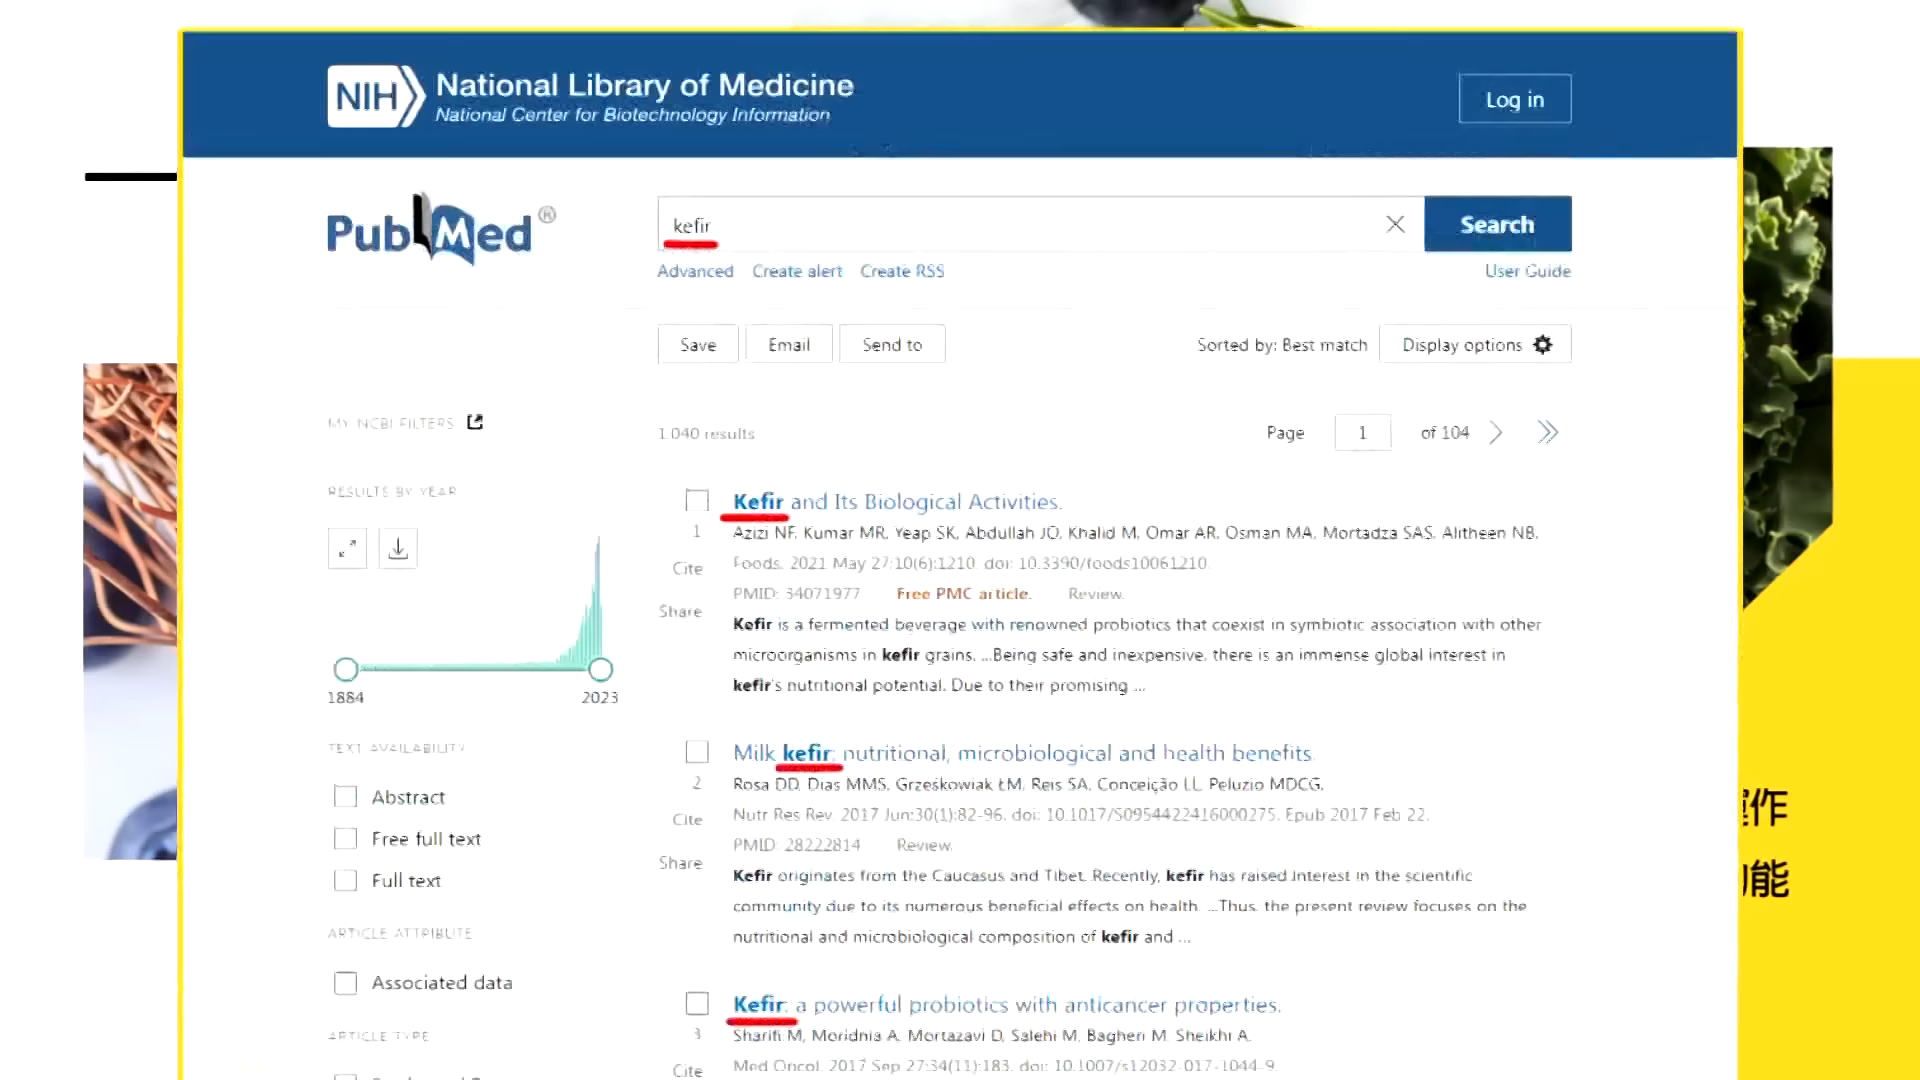 NIH National Library of Medicine
National Center for Biotechnology Information
Log in
PubMed®
kefir
Search
Advanced Create alert Create RSS
User Guide
Save Email Send to
Sorted by: Best match Display options
MY NCBI FILTERS
1,040 results
Page 1 of 104
RESULTS BY YEAR
1884 2023
TEXT AVAILABILITY
Abstract
Free full text
Full text
ARTICLE ATTRIBUTE
Associated data
ARTICLE TYPE
Kefir and Its Biological Activities.
1
Azizi NF, Kumar MR, Yeap SK, Abdullah JO, Khalid M, Omar AR, Osman MA, Mortadza SAS, Alitheen NB.
Cite
Foods. 2021 May 27;10(6):1210. doi: 10.3390/foods10061210.
PMID: 34071977 Free PMC article. Review.
Share
Kefir is a fermented beverage with renowned probiotics that coexist in symbiotic association with other
microorganisms in kefir grains. ...Being safe and inexpensive, there is an immense global interest in
kefir's nutritional potential. Due to their promising ...
Milk kefir: nutritional, microbiological and health benefits.
2
Rosa DD, Dias MMS, Grześkowiak ŁM, Reis SA, Conceição LL, Peluzio MDCG.
Cite
Nutr Res Rev. 2017 Jun;30(1):82-96. doi: 10.1017/S0954422416000275. Epub 2017 Feb 22.
PMID: 28222814 Review.
Share
Kefir originates from the Caucasus and Tibet. Recently, kefir has raised interest in the scientific
community due to its numerous beneficial effects on health. ...Thus, the present review focuses on the
nutritional and microbiological composition of kefir and ...
Kefir: a powerful probiotics with anticancer properties.
3
Sharifi M, Moridnia A, Mortazavi D, Salehi M, Bagheri M, Sheikhi A.
Cite
Med Oncol. 2017 Sep 27;34(11):183. doi: 10.1007/s12032-017-1044-9.
作
能